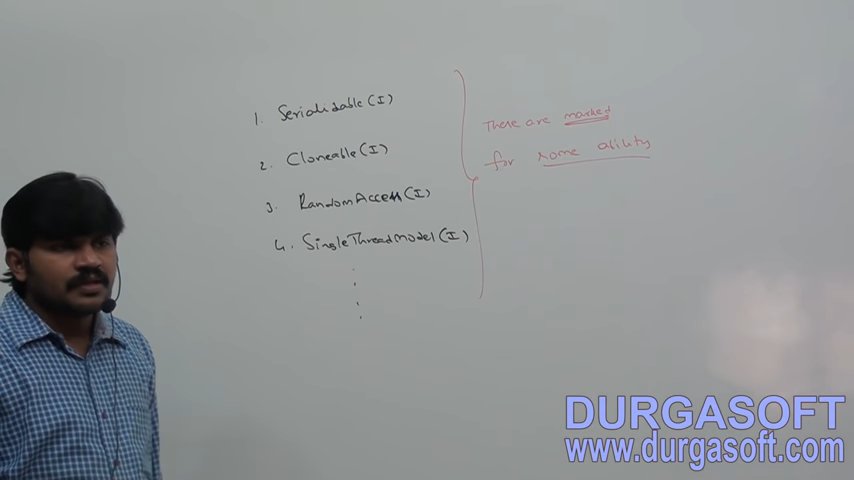 1. Serializable (I)
2. Cloneable (I)
3. RandomAccess (I)
4. SingleThreadModel (I)
These are marked
for some ability
DURGASOFT
www.durgasoft.com